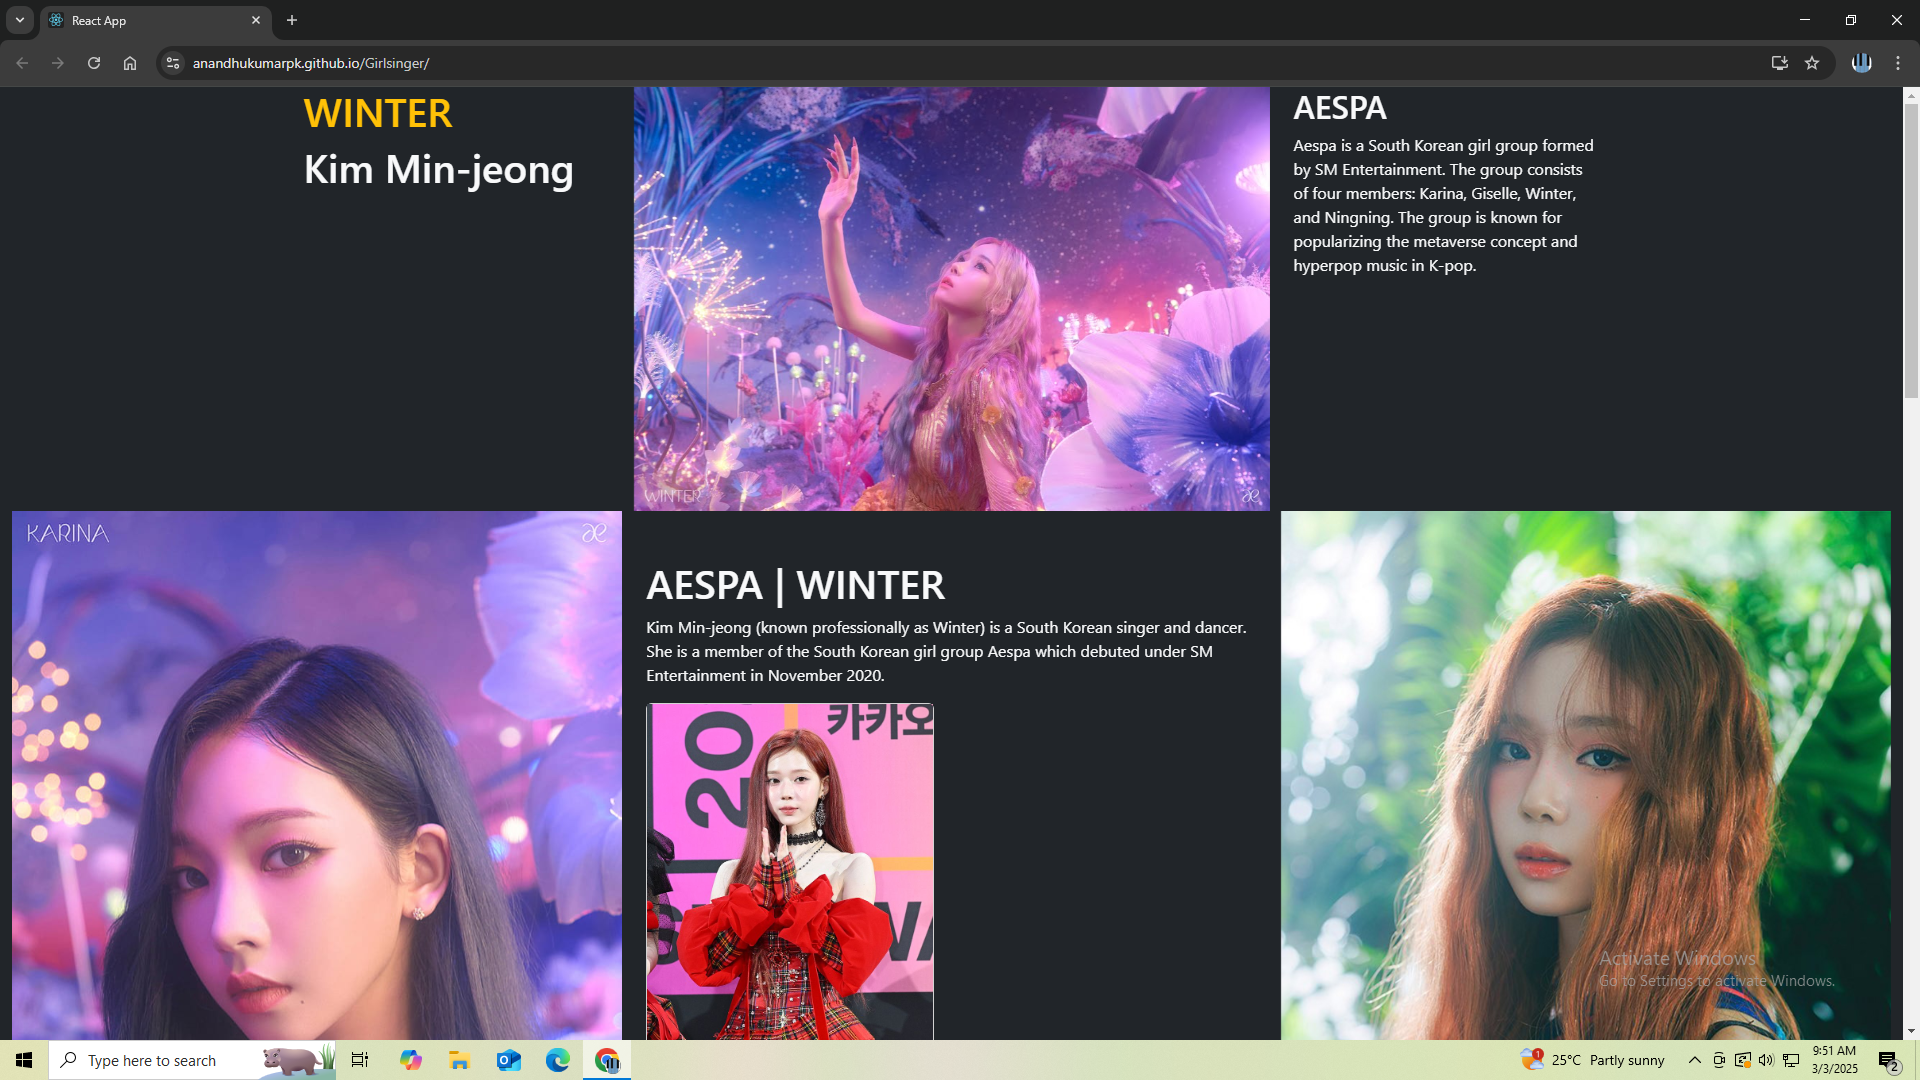 React App
anandhukumarpk.github.io/Girlsinger/
WINTER
Kim Min-jeong
WINTER
æ
AESPA
Aespa is a South Korean girl group formed
by SM Entertainment. The group consists
of four members: Karina, Giselle, Winter,
and Ningning. The group is known for
popularizing the metaverse concept and
hyperpop music in K-pop.
KARINA
æ
AESPA | WINTER
Kim Min-jeong (known professionally as Winter) is a South Korean singer and dancer.
She is a member of the South Korean girl group Aespa which debuted under SM
Entertainment in November 2020.
20
카카오
Activate Windows
Go to Settings to activate Windows.
Type here to search
1
25°C Partly sunny
9:51 AM
3/3/2025
2